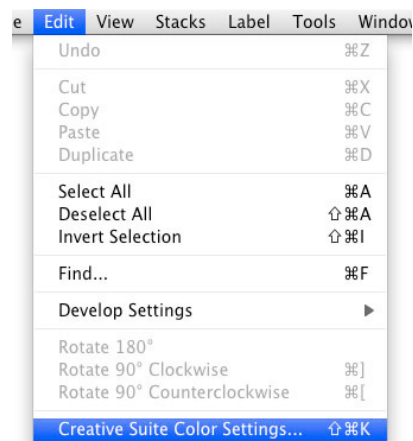 e Edit View Stacks Label Tools Window
Undo ⌘Z
Cut ⌘X
Copy ⌘C
Paste ⌘V
Duplicate ⌘D
Select All ⌘A
Deselect All ⇧⌘A
Invert Selection ⇧⌘I
Find... ⌘F
Develop Settings ▶
Rotate 180°
Rotate 90° Clockwise ⌘]
Rotate 90° Counterclockwise ⌘[
Creative Suite Color Settings... ⇧⌘K